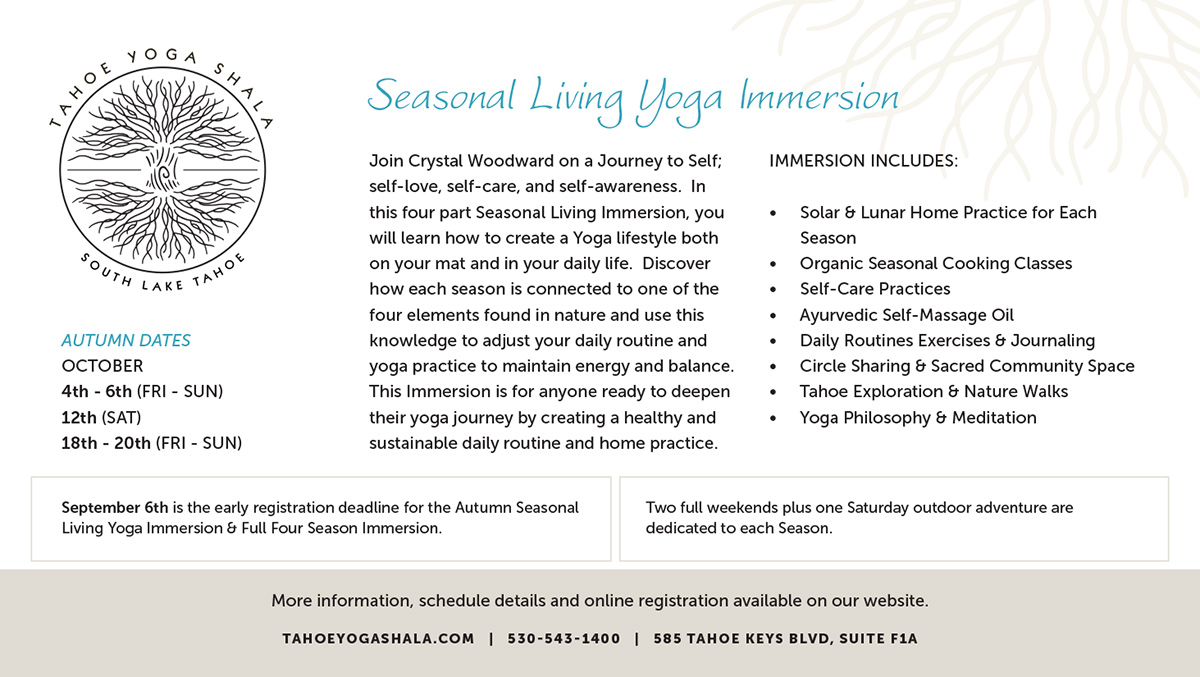 TAHOE YOGA SHALA
SOUTH LAKE TAHOE
AUTUMN DATES
OCTOBER
4th - 6th (FRI - SUN)
12th (SAT)
18th - 20th (FRI - SUN)
Seasonal Living Yoga Immersion
Join Crystal Woodward on a Journey to Self;
self-love, self-care, and self-awareness.  In
this four part Seasonal Living Immersion, you
will learn how to create a Yoga lifestyle both
on your mat and in your daily life.  Discover
how each season is connected to one of the
four elements found in nature and use this
knowledge to adjust your daily routine and
yoga practice to maintain energy and balance.
This Immersion is for anyone ready to deepen
their yoga journey by creating a healthy and
sustainable daily routine and home practice.
IMMERSION INCLUDES:
• Solar & Lunar Home Practice for Each
Season
• Organic Seasonal Cooking Classes
• Self-Care Practices
• Ayurvedic Self-Massage Oil
• Daily Routines Exercises & Journaling
• Circle Sharing & Sacred Community Space
• Tahoe Exploration & Nature Walks
• Yoga Philosophy & Meditation
September 6th is the early registration deadline for the Autumn Seasonal
Living Yoga Immersion & Full Four Season Immersion.
Two full weekends plus one Saturday outdoor adventure are
dedicated to each Season.
More information, schedule details and online registration available on our website.
TAHOEYOGASHALA.COM | 530-543-1400 | 585 TAHOE KEYS BLVD, SUITE F1A